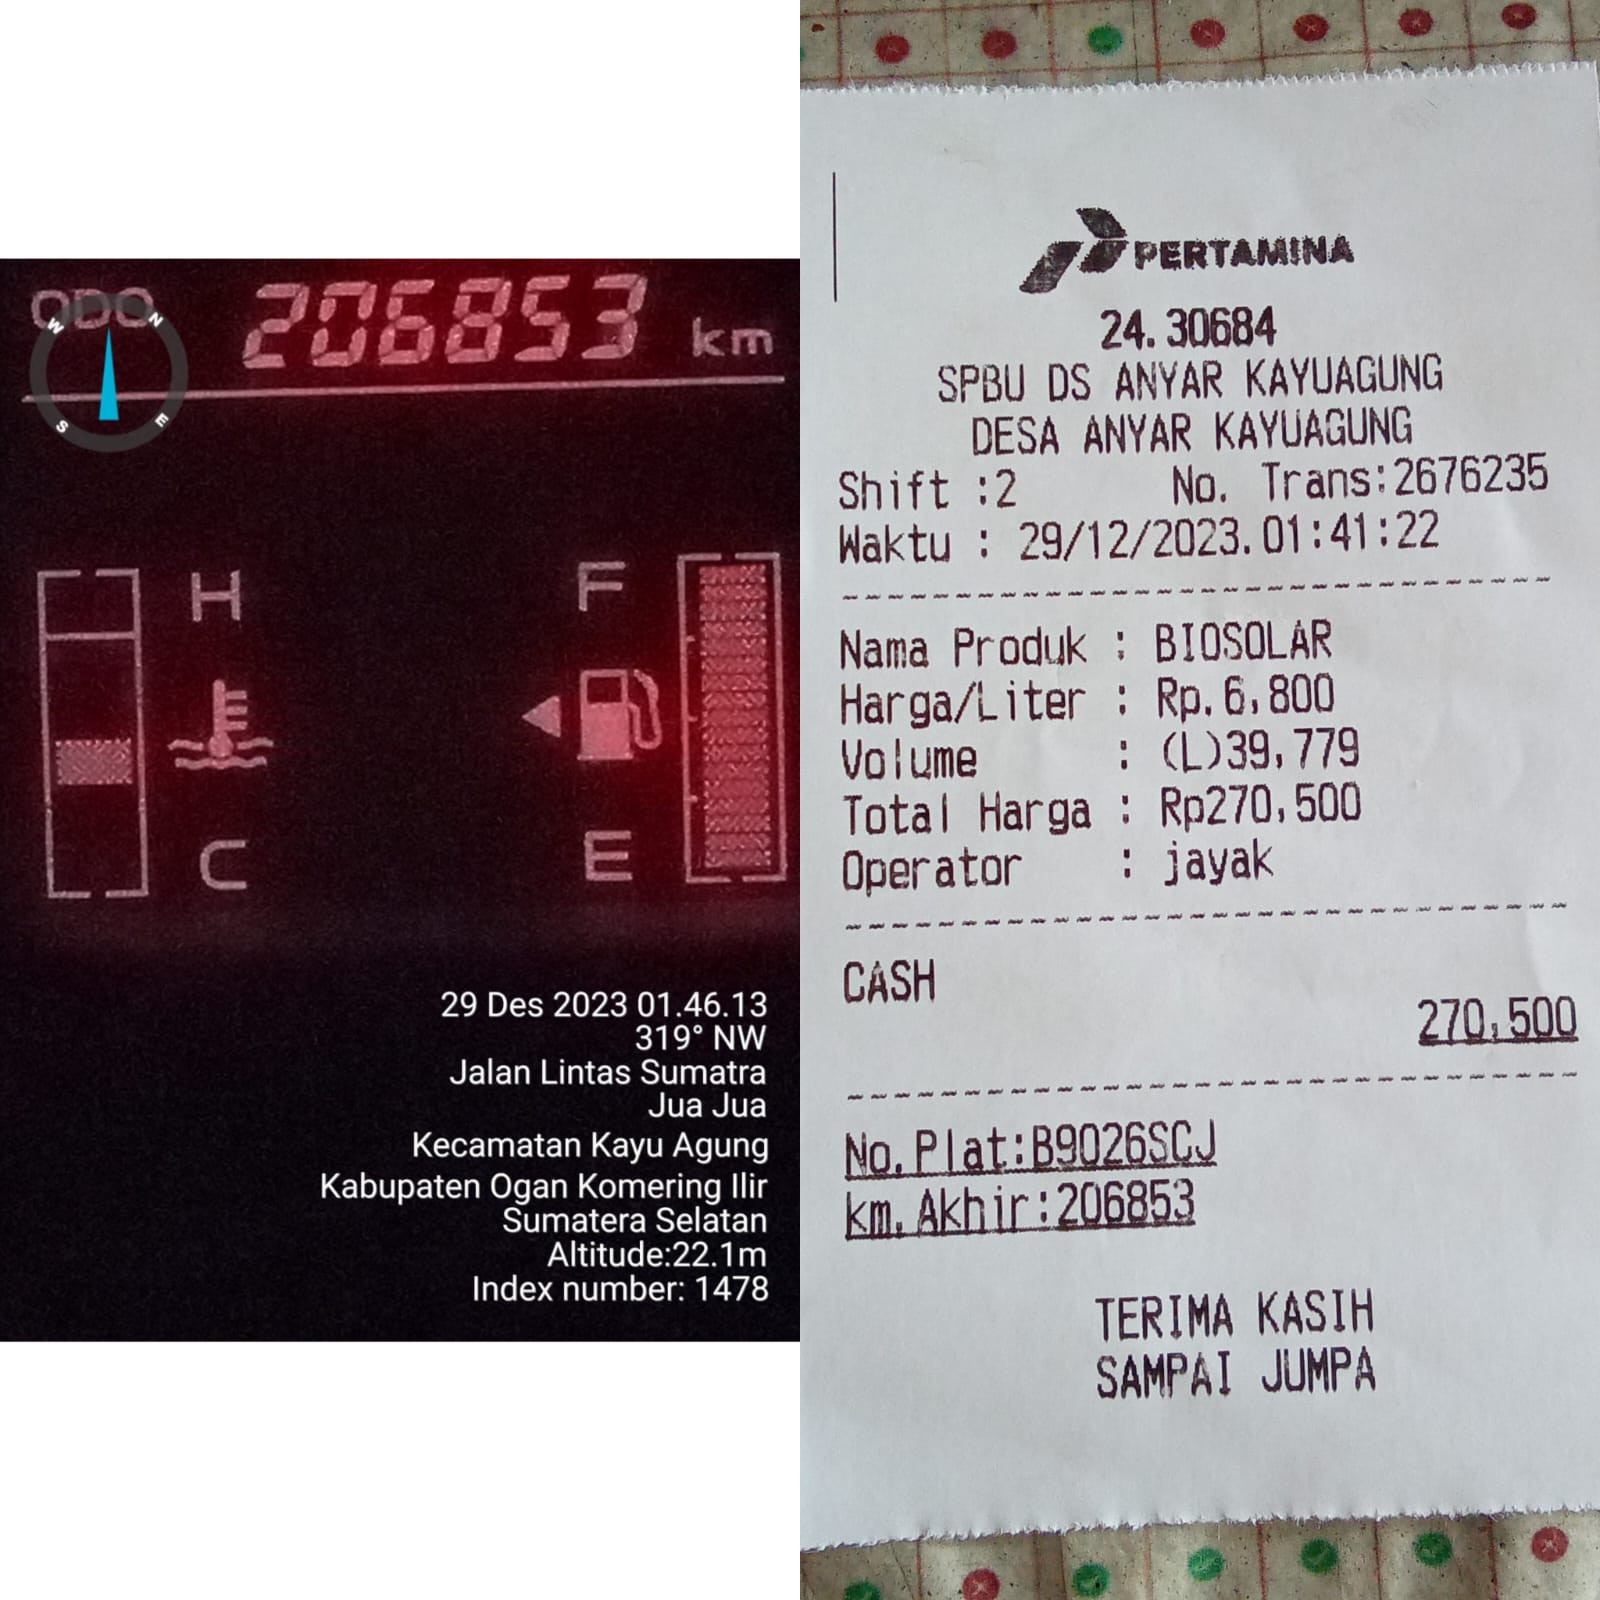 ODO 206853 km
N
W
S
E
H
F
C
E
29 Des 2023 01.46.13
319° NW
Jalan Lintas Sumatra
Jua Jua
Kecamatan Kayu Agung
Kabupaten Ogan Komering Ilir
Sumatera Selatan
Altitude:22.1m
Index number: 1478
PERTAMINA
24.30684
SPBU DS ANYAR KAYUAGUNG
DESA ANYAR KAYUAGUNG
Shift :2 No. Trans:2676235
Waktu : 29/12/2023.01:41:22
Nama Produk : BIOSOLAR
Harga/Liter : Rp.6,800
Volume : (L)39,779
Total Harga : Rp270,500
Operator : jayak
CASH
270,500
No.Plat:B9026SCJ
km.Akhir:206853
TERIMA KASIH
SAMPAI JUMPA